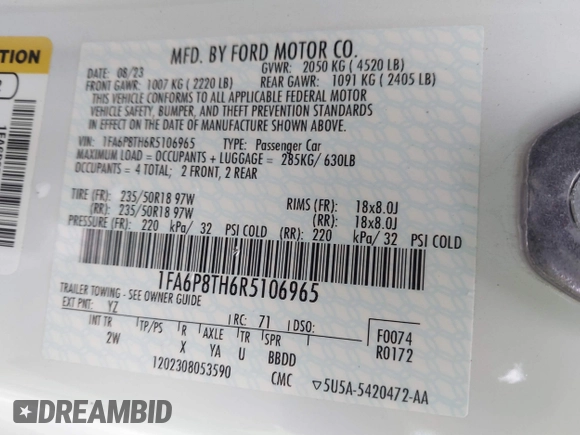 MFD. BY FORD MOTOR CO.
DATE: 08/23 GVWR: 2050 KG ( 4520 LB)
FRONT GAWR: 1007 KG ( 2220 LB) REAR GAWR: 1091 KG ( 2405 LB)
THIS VEHICLE CONFORMS TO ALL APPLICABLE FEDERAL MOTOR
VEHICLE SAFETY, BUMPER, AND THEFT PREVENTION STANDARDS
IN EFFECT ON THE DATE OF MANUFACTURE SHOWN ABOVE.
VIN: 1FA6P8TH6R5106965 TYPE: Passenger Car
MAXIMUM LOAD = OCCUPANTS + LUGGAGE = 285KG/ 630LB
OCCUPANTS = 4 TOTAL; 2 FRONT, 2 REAR
TIRE (FR): 235/50R18 97W RIMS (FR): 18x8.0J
(RR): 235/50R18 97W (RR): 18x8.0J
PRESSURE (FR): 220 kPa/ 32 PSI COLD (RR): 220 kPa/ 32 PSI COLD
1FA6P8TH6R5106965
TRAILER TOWING - SEE OWNER GUIDE
EXT PNT: YZ RC: 71 DSO: F0074
INT TR TP/PS R AXLE TR SPR R0172
2W X YA U BBDD
1202308053590 CMC 5U5A-5420472-AA
DREAMBID